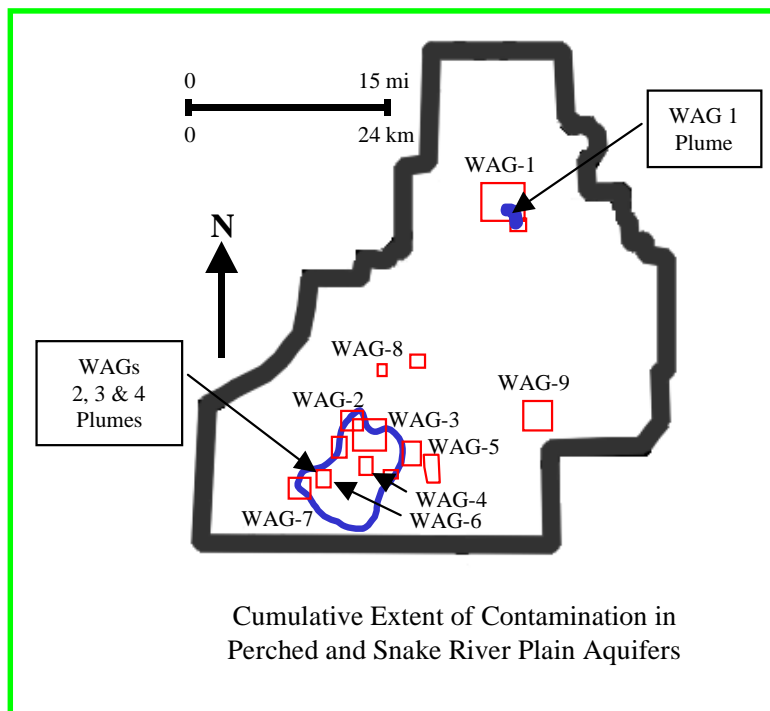 0 15 mi
0 24 km
WAG 1
Plume
WAG-1
N
WAGs
2, 3 & 4
Plumes
WAG-8
WAG-9
WAG-2
WAG-3
WAG-5
WAG-4
WAG-6
WAG-7
Cumulative Extent of Contamination in
Perched and Snake River Plain Aquifers